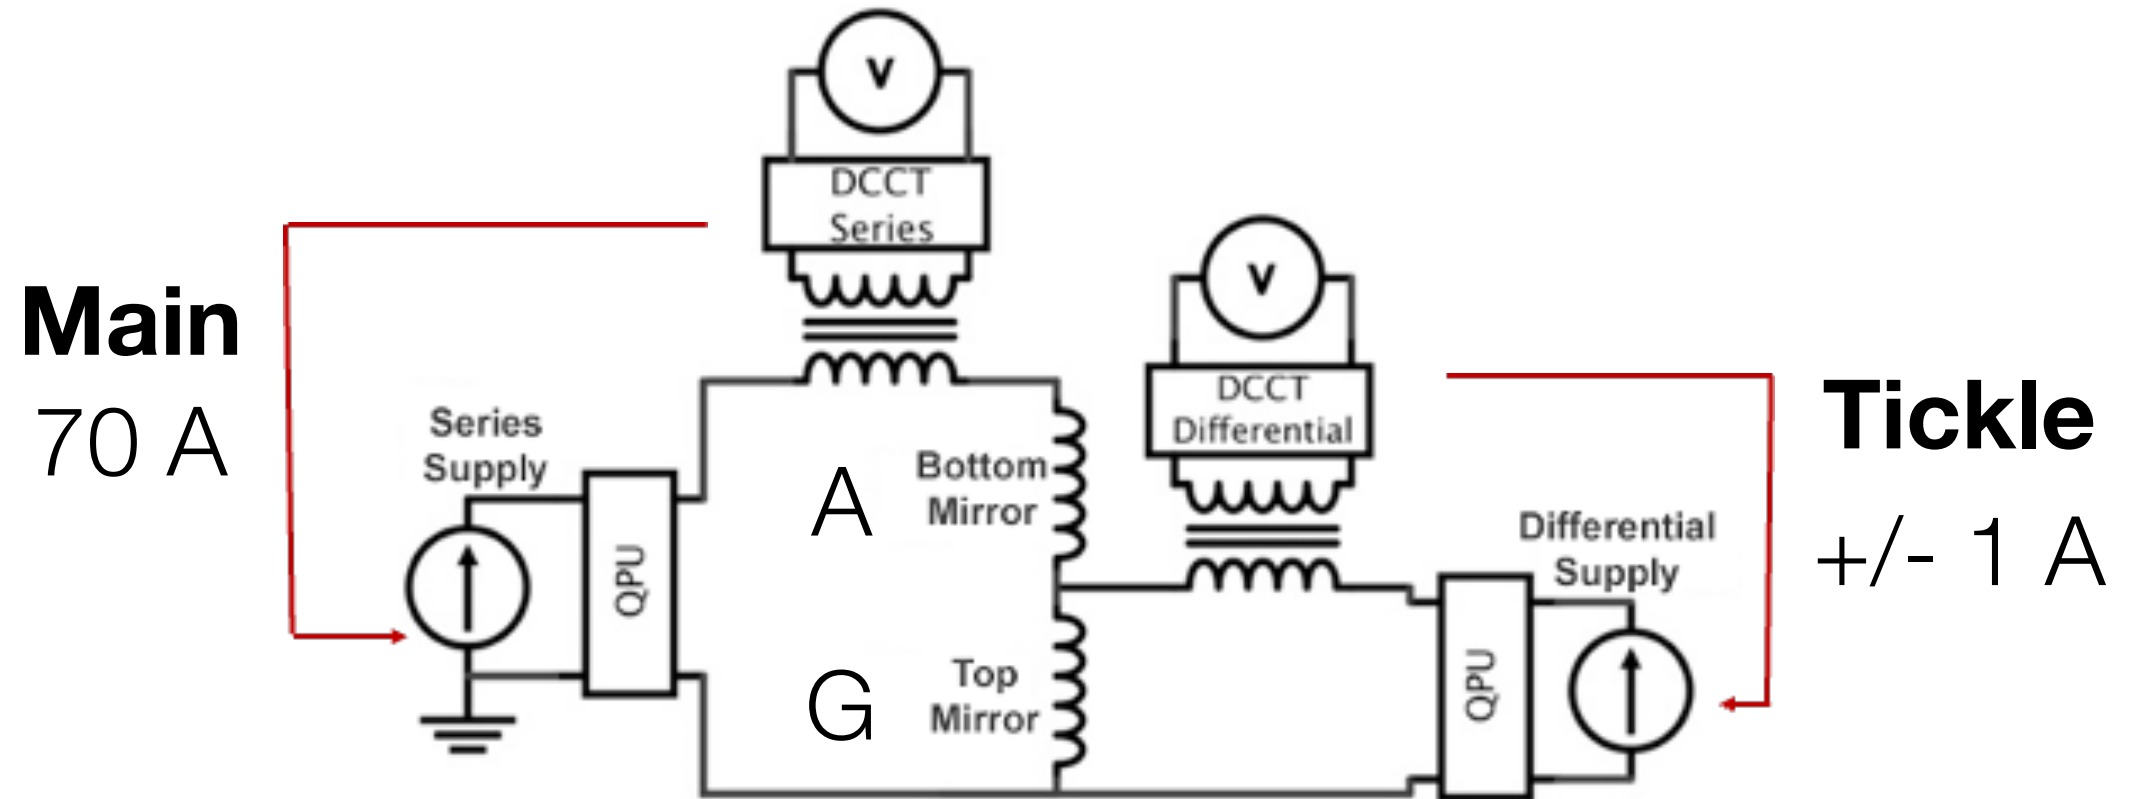 V
DCCT
Series
Main
70 A
V
DCCT
Differential
Tickle
+/- 1 A
Series
Supply
QPU
A
Bottom
Mirror
G
Top
Mirror
Differential
Supply
QPU